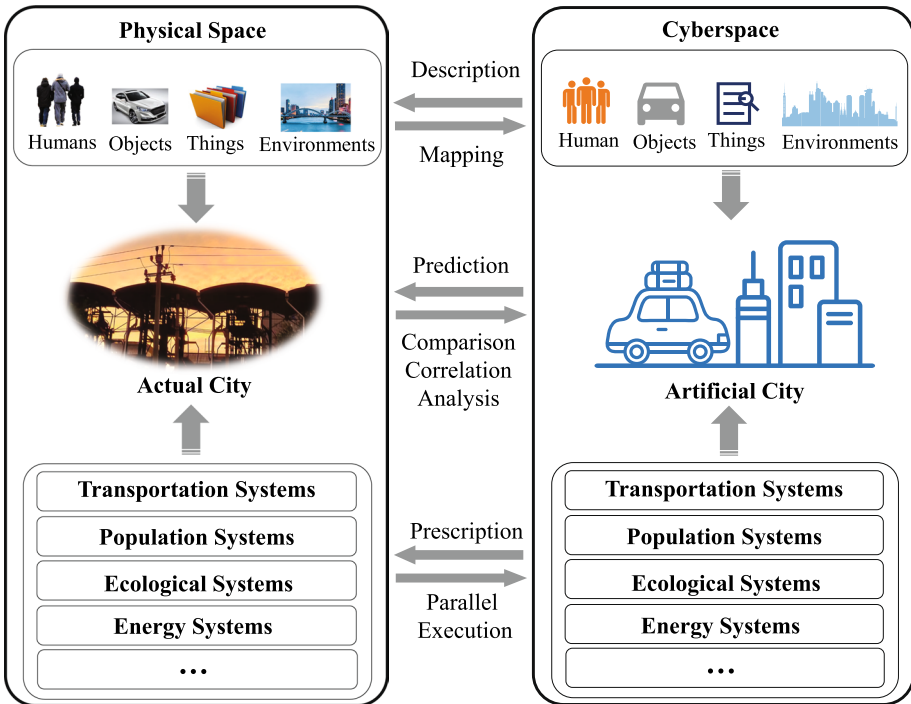 Physical Space
Humans
Objects
Things
Environments
Actual City
Transportation Systems
Population Systems
Ecological Systems
Energy Systems
...
Description
Mapping
Prediction
Comparison
Correlation
Analysis
Prescription
Parallel
Execution
Cyberspace
Human
Objects
Things
Environments
Artificial City
Transportation Systems
Population Systems
Ecological Systems
Energy Systems
...